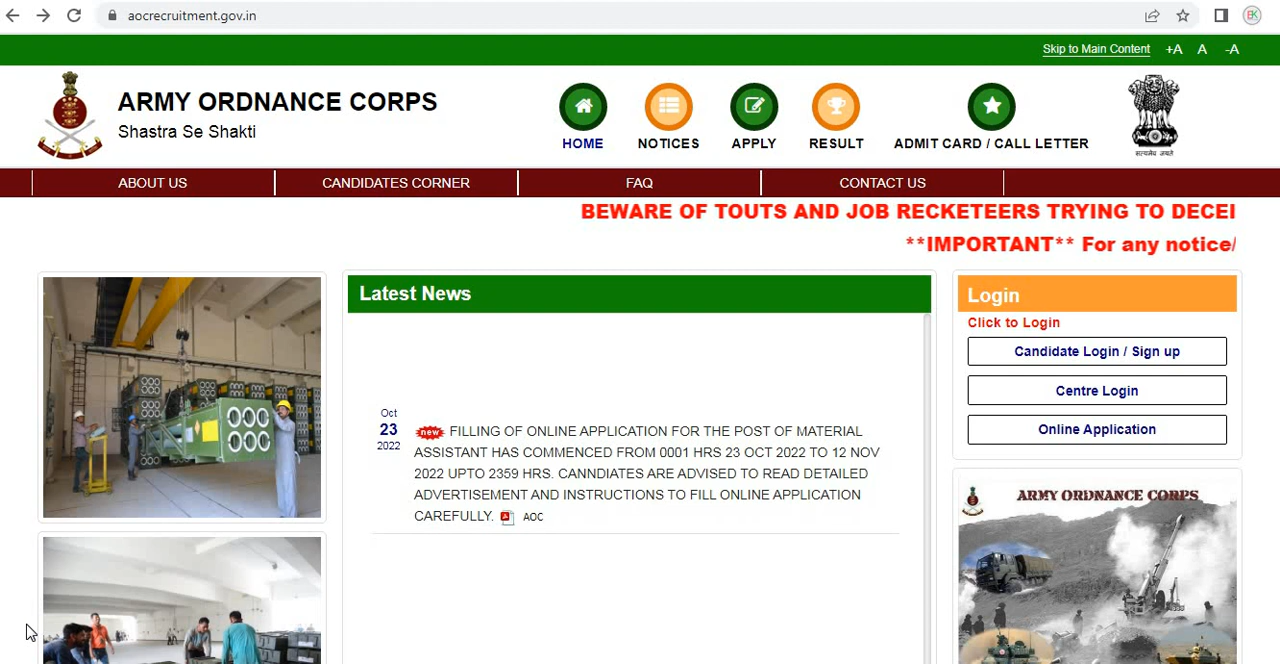 aocrecruitment.gov.in
Skip to Main Content +A A -A
ARMY ORDNANCE CORPS
Shastra Se Shakti
HOME NOTICES APPLY RESULT ADMIT CARD / CALL LETTER
सत्यमेव जयते
ABOUT US CANDIDATES CORNER FAQ CONTACT US
BEWARE OF TOUTS AND JOB RECKETEERS TRYING TO DECEI
**IMPORTANT** For any notice/
Latest News
Oct
23
2022
new FILLING OF ONLINE APPLICATION FOR THE POST OF MATERIAL
ASSISTANT HAS COMMENCED FROM 0001 HRS 23 OCT 2022 TO 12 NOV
2022 UPTO 2359 HRS. CANNDIATES ARE ADVISED TO READ DETAILED
ADVERTISEMENT AND INSTRUCTIONS TO FILL ONLINE APPLICATION
CAREFULLY. AOC
Login
Click to Login
Candidate Login / Sign up
Centre Login
Online Application
ARMY ORDNANCE CORPS